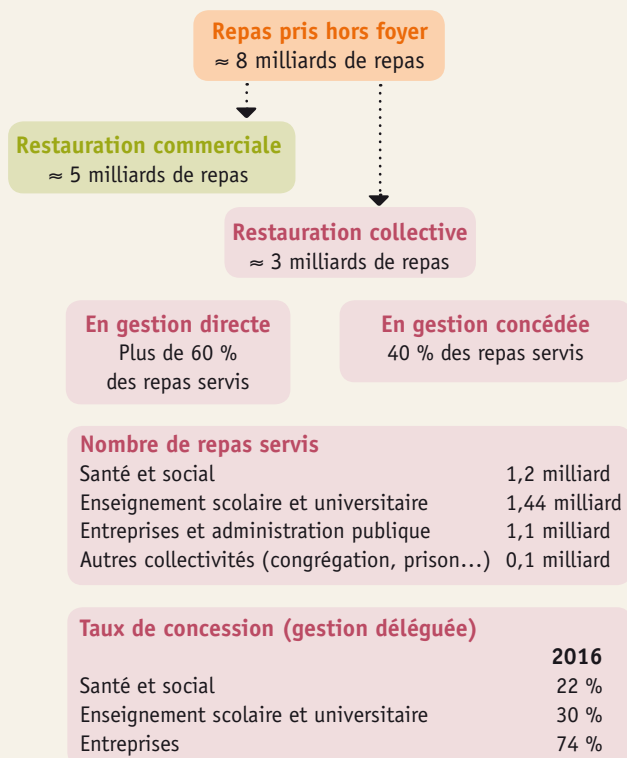 Repas pris hors foyer
≈ 8 milliards de repas
Restauration commerciale
≈ 5 milliards de repas
Restauration collective
≈ 3 milliards de repas
En gestion directe
Plus de 60 %
des repas servis
En gestion concédée
40 % des repas servis
Nombre de repas servis
Santé et social 1,2 milliard
Enseignement scolaire et universitaire 1,44 milliard
Entreprises et administration publique 1,1 milliard
Autres collectivités (congrégation, prison…) 0,1 milliard
Taux de concession (gestion déléguée)
2016
Santé et social 22 %
Enseignement scolaire et universitaire 30 %
Entreprises 74 %